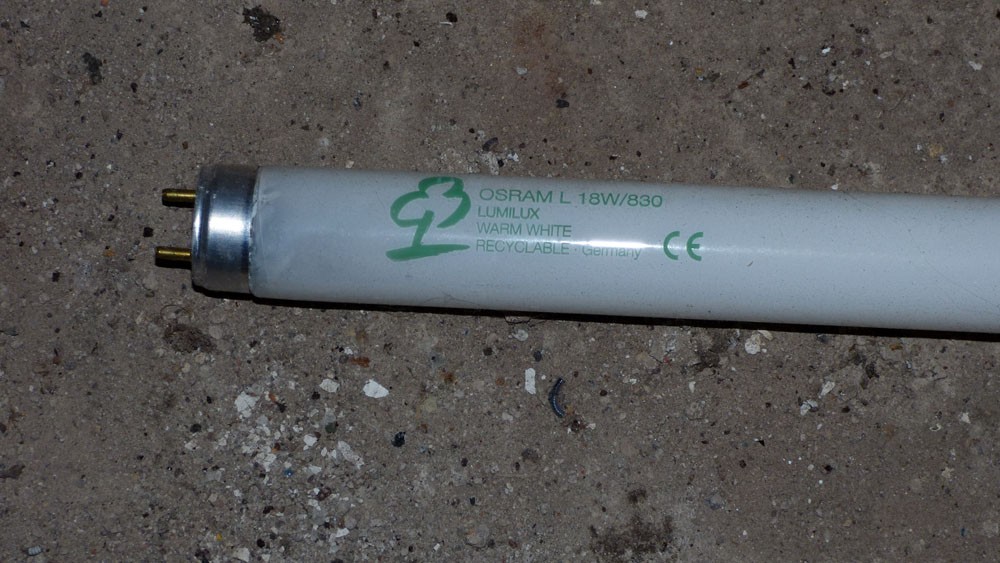 OSRAM L 18W/830
LUMILUX
WARM WHITE
RECYCLABLE - Germany
CE